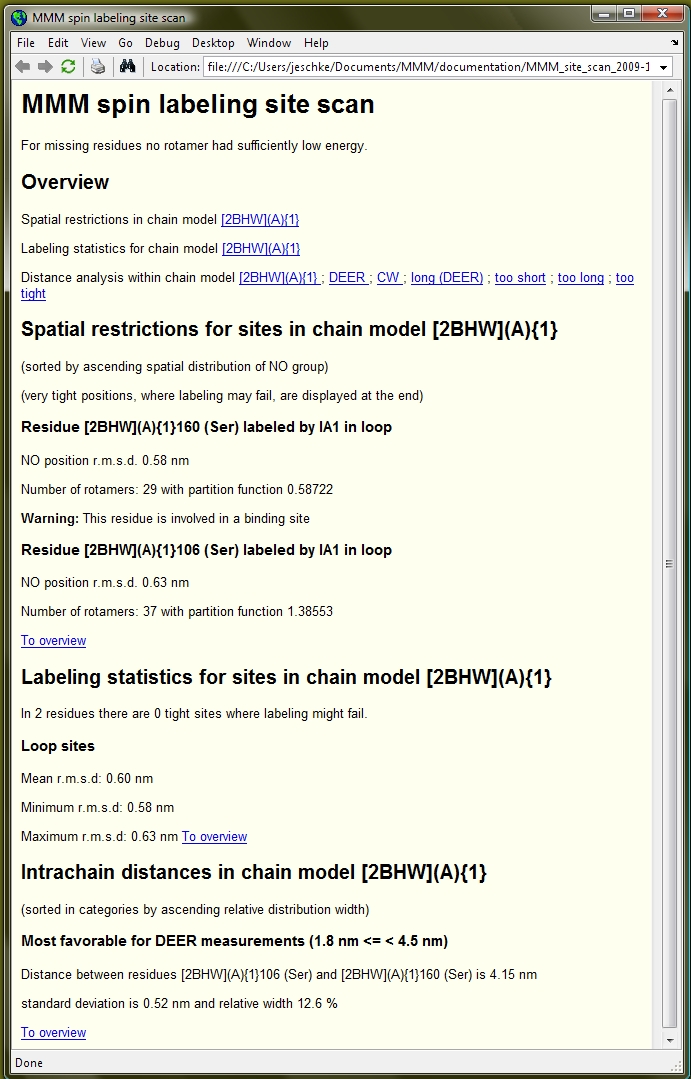 MMM spin labeling site scan
File Edit View Go Debug Desktop Window Help
Location: file:///C:/Users/jeschke/Documents/MMM/documentation/MMM_site_scan_2009-1
MMM spin labeling site scan
For missing residues no rotamer had sufficiently low energy.
Overview
Spatial restrictions in chain model [2BHW](A){1}
Labeling statistics for chain model [2BHW](A){1}
Distance analysis within chain model [2BHW](A){1} ; DEER ; CW ; long (DEER) ; too short ; too long ; too
tight
Spatial restrictions for sites in chain model [2BHW](A){1}
(sorted by ascending spatial distribution of NO group)
(very tight positions, where labeling may fail, are displayed at the end)
Residue [2BHW](A){1}160 (Ser) labeled by IA1 in loop
NO position r.m.s.d. 0.58 nm
Number of rotamers: 29 with partition function 0.58722
Warning: This residue is involved in a binding site
Residue [2BHW](A){1}106 (Ser) labeled by IA1 in loop
NO position r.m.s.d. 0.63 nm
Number of rotamers: 37 with partition function 1.38553
To overview
Labeling statistics for sites in chain model [2BHW](A){1}
In 2 residues there are 0 tight sites where labeling might fail.
Loop sites
Mean r.m.s.d: 0.60 nm
Minimum r.m.s.d: 0.58 nm
Maximum r.m.s.d: 0.63 nm To overview
Intrachain distances in chain model [2BHW](A){1}
(sorted in categories by ascending relative distribution width)
Most favorable for DEER measurements (1.8 nm <= < 4.5 nm)
Distance between residues [2BHW](A){1}106 (Ser) and [2BHW](A){1}160 (Ser) is 4.15 nm
standard deviation is 0.52 nm and relative width 12.6 %
To overview
Done